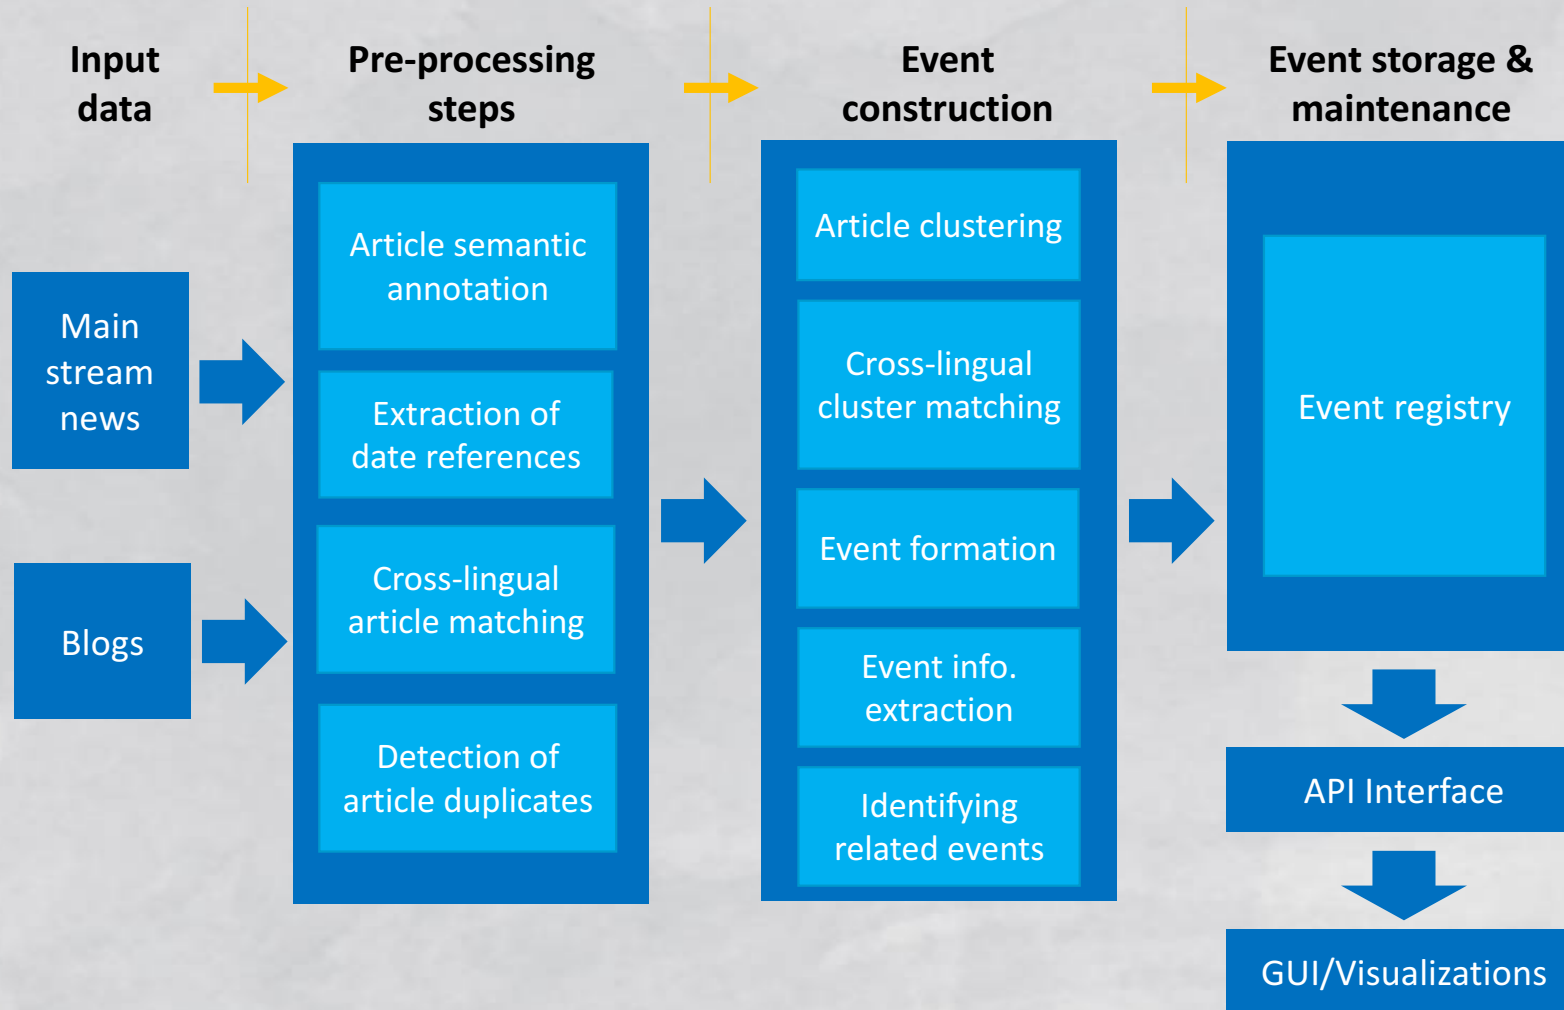 Input
data
Pre-processing
steps
Event
construction
Event storage &
maintenance
Main
stream
news
Blogs
Article semantic
annotation
Extraction of
date references
Cross-lingual
article matching
Detection of
article duplicates
Article clustering
Cross-lingual
cluster matching
Event formation
Event info.
extraction
Identifying
related events
Event registry
API Interface
GUI/Visualizations